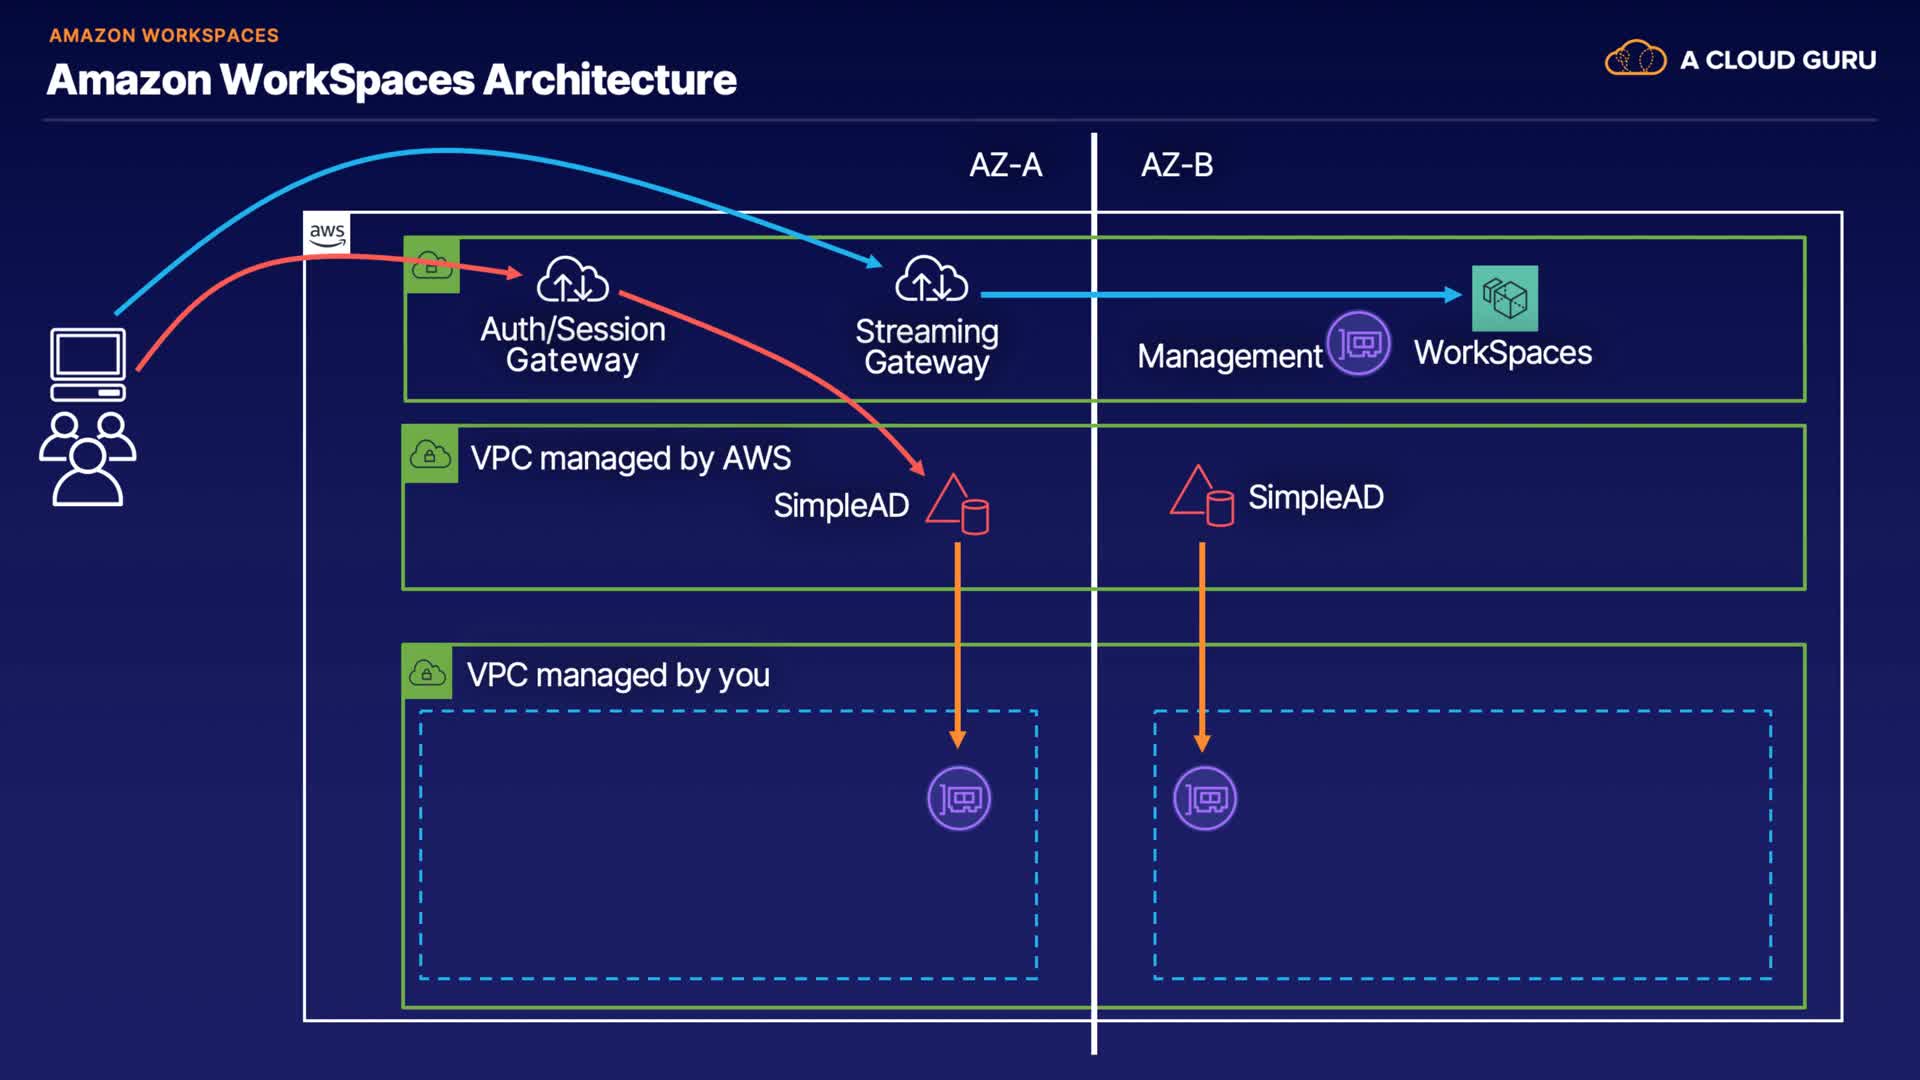 AMAZON WORKSPACES
Amazon WorkSpaces Architecture
A CLOUD GURU
AZ-A
AZ-B
aws
Auth/Session
Gateway
Streaming
Gateway
Management
WorkSpaces
VPC managed by AWS
SimpleAD
SimpleAD
VPC managed by you